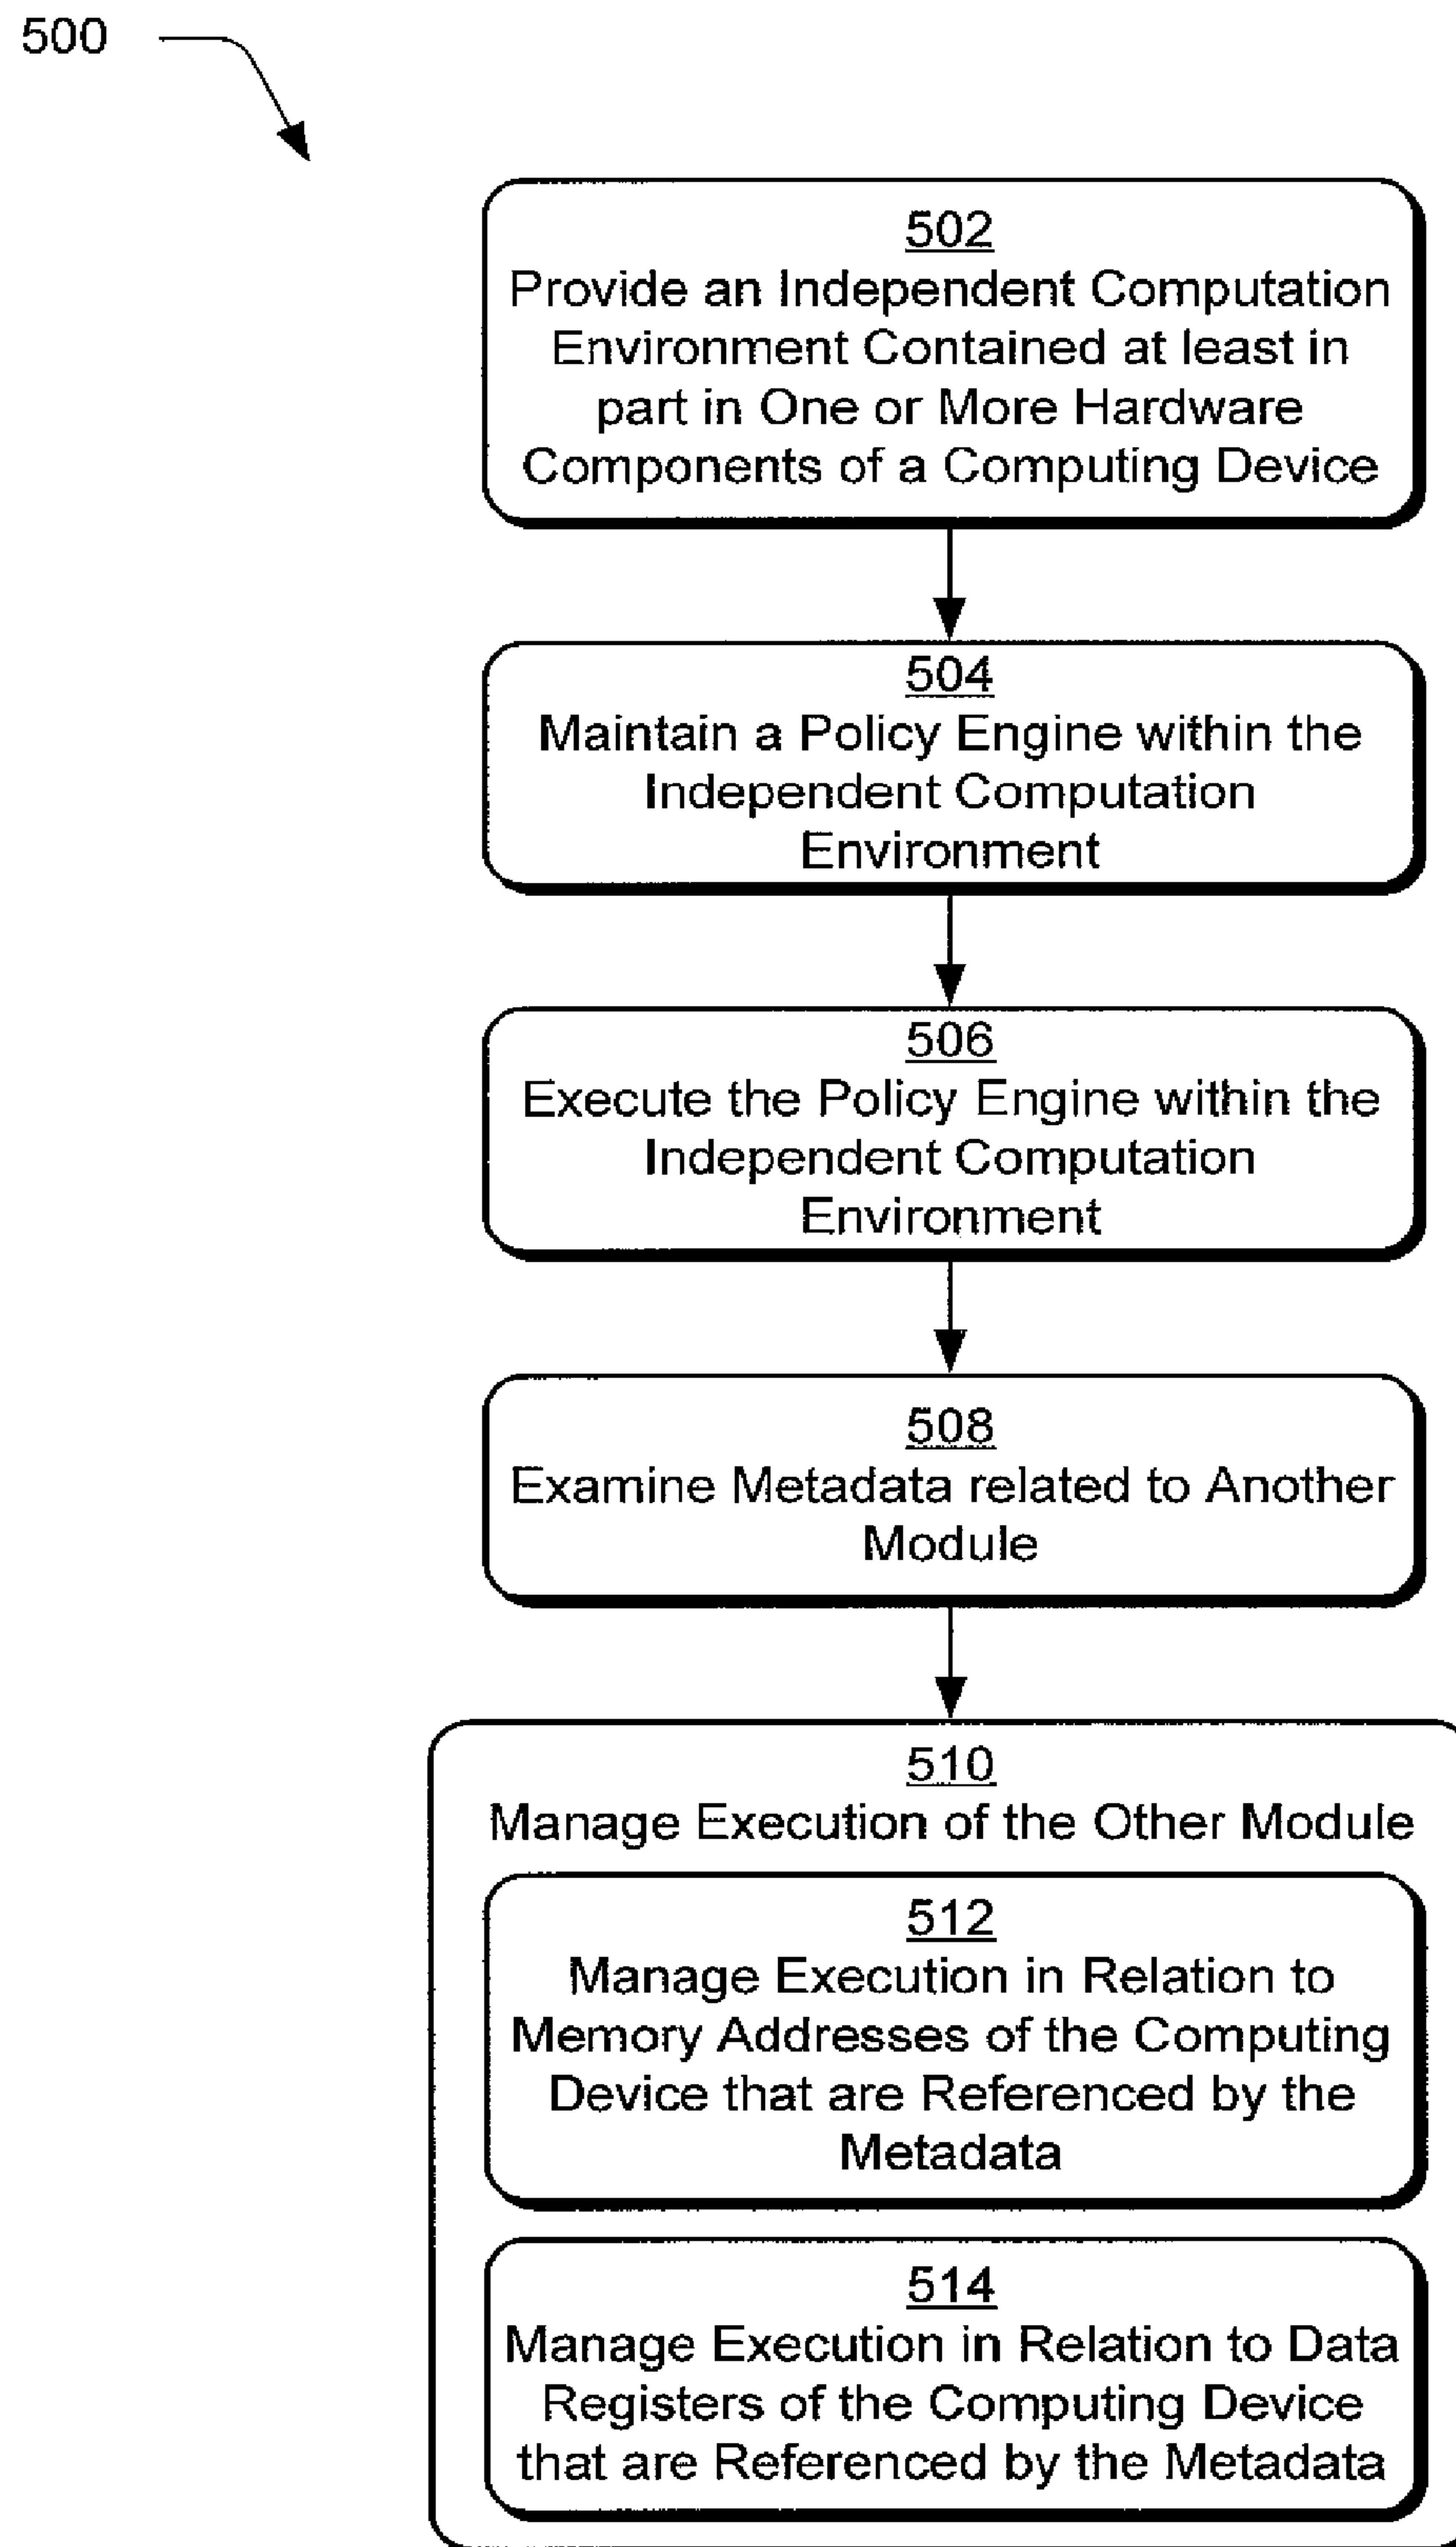 500
502
Provide an Independent Computation
Environment Contained at least in
part in One or More Hardware
Components of a Computing Device
504
Maintain a Policy Engine within the
Independent Computation
Environment
506
Execute the Policy Engine within the
Independent Computation
Environment
508
Examine Metadata related to Another
Module
510
Manage Execution of the Other Module
512
Manage Execution in Relation to
Memory Addresses of the Computing
Device that are Referenced by the
Metadata
514
Manage Execution in Relation to Data
Registers of the Computing Device
that are Referenced by the Metadata